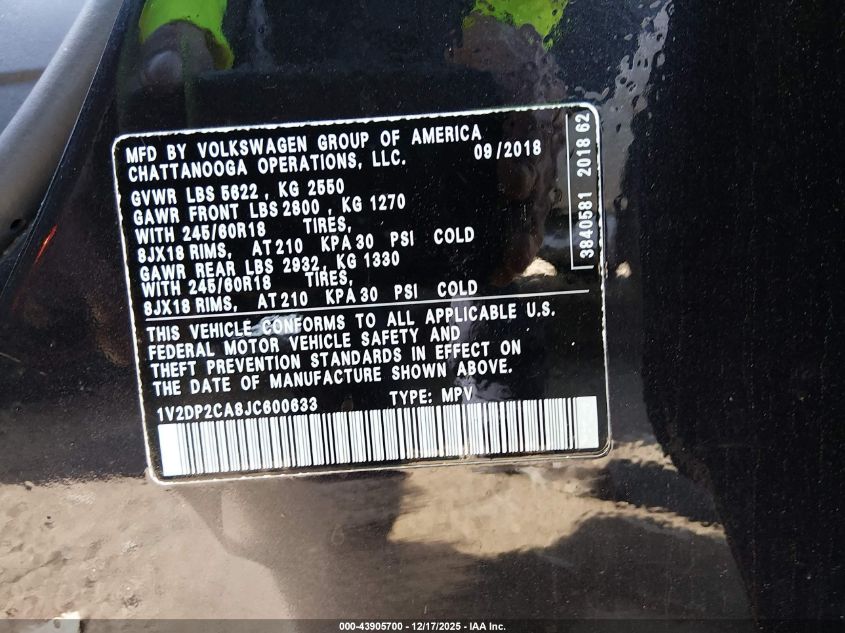 MFD BY VOLKSWAGEN GROUP OF AMERICA
CHATTANOOGA OPERATIONS, LLC. 09/2018
GVWR LBS 5622 , KG 2550
GAWR FRONT LBS 2800 , KG 1270
WITH 245/60R18 TIRES,
8JX18 RIMS, AT 210 KPA 30 PSI COLD
GAWR REAR LBS 2932, KG 1330
WITH 245/60R18 TIRES,
8JX18 RIMS, AT 210 KPA 30 PSI COLD
THIS VEHICLE CONFORMS TO ALL APPLICABLE U.S.
FEDERAL MOTOR VEHICLE SAFETY AND
THEFT PREVENTION STANDARDS IN EFFECT ON
THE DATE OF MANUFACTURE SHOWN ABOVE.
1V2DP2CA8JC600633 TYPE: MPV
3840581 2018 62
000-43905700 - 12/17/2025 - IAA Inc.